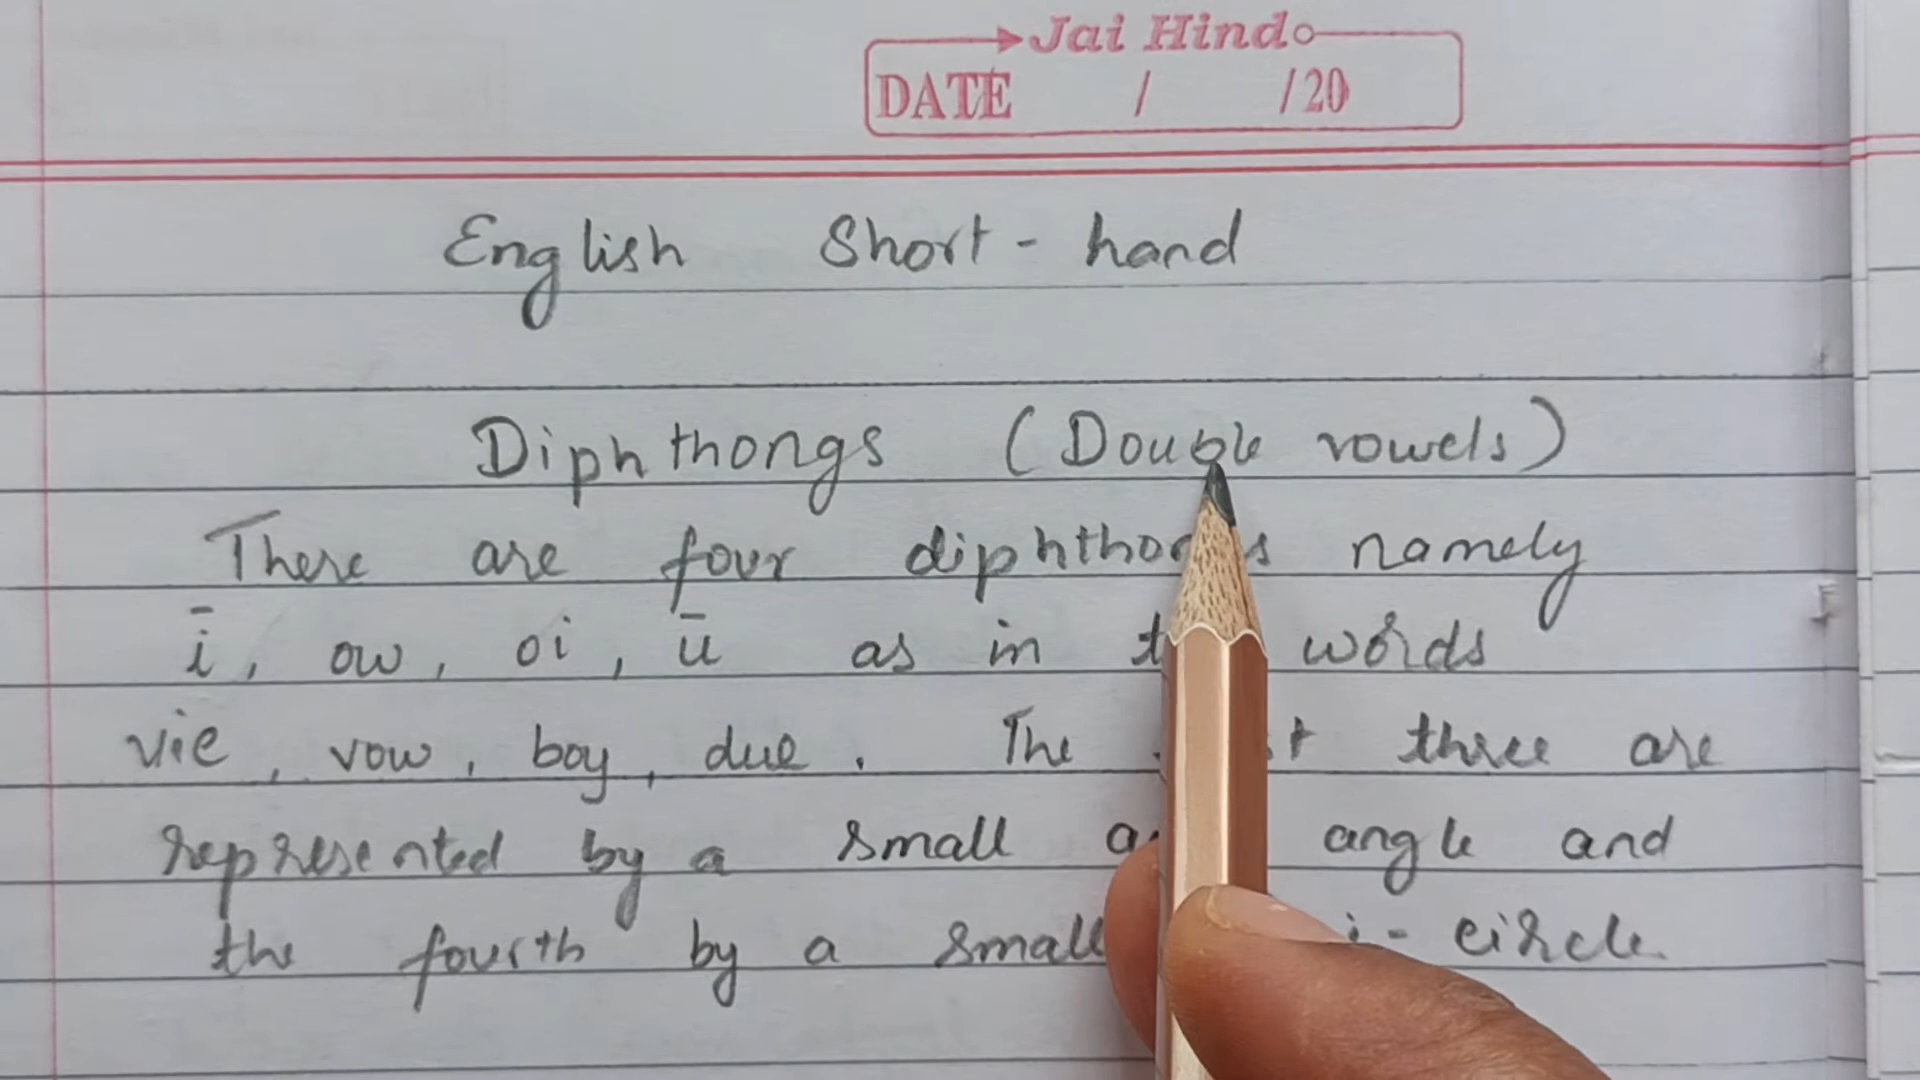 Jai Hind
DATE / /20
English Short-hand
Diphthongs (Double vowels)
There are four diphthongs namely
ī, ow, oi, ū as in words
vie, vow, boy, due. The three are
represented by a small angle and
the fourth by a small circle